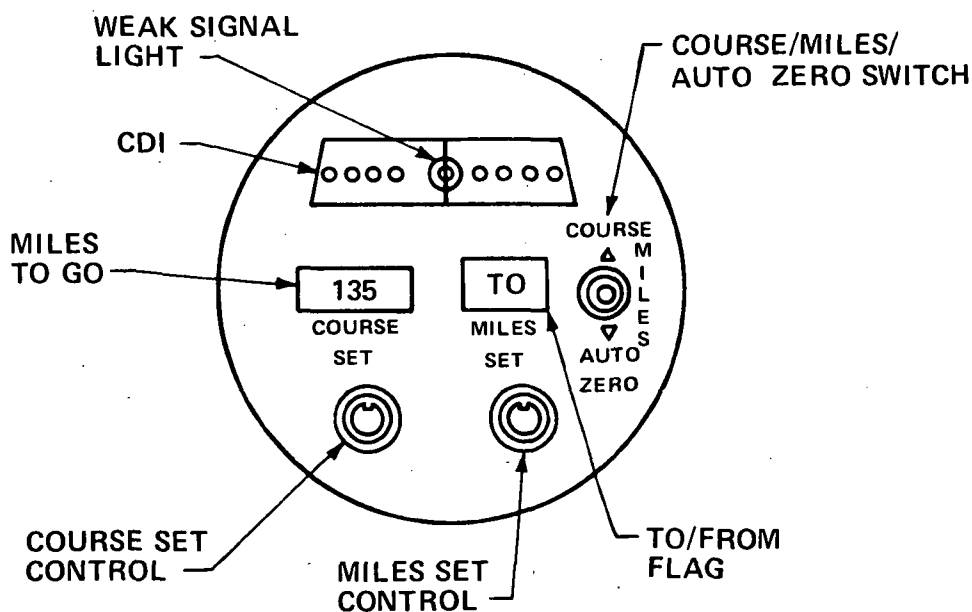 WEAK SIGNAL
LIGHT
COURSE/MILES/
AUTO ZERO SWITCH
CDI
COURSE
MILES
MILES
TO GO
135
TO
COURSE
SET
MILES
SET
AUTO
ZERO
COURSE SET
CONTROL
MILES SET
CONTROL
TO/FROM
FLAG